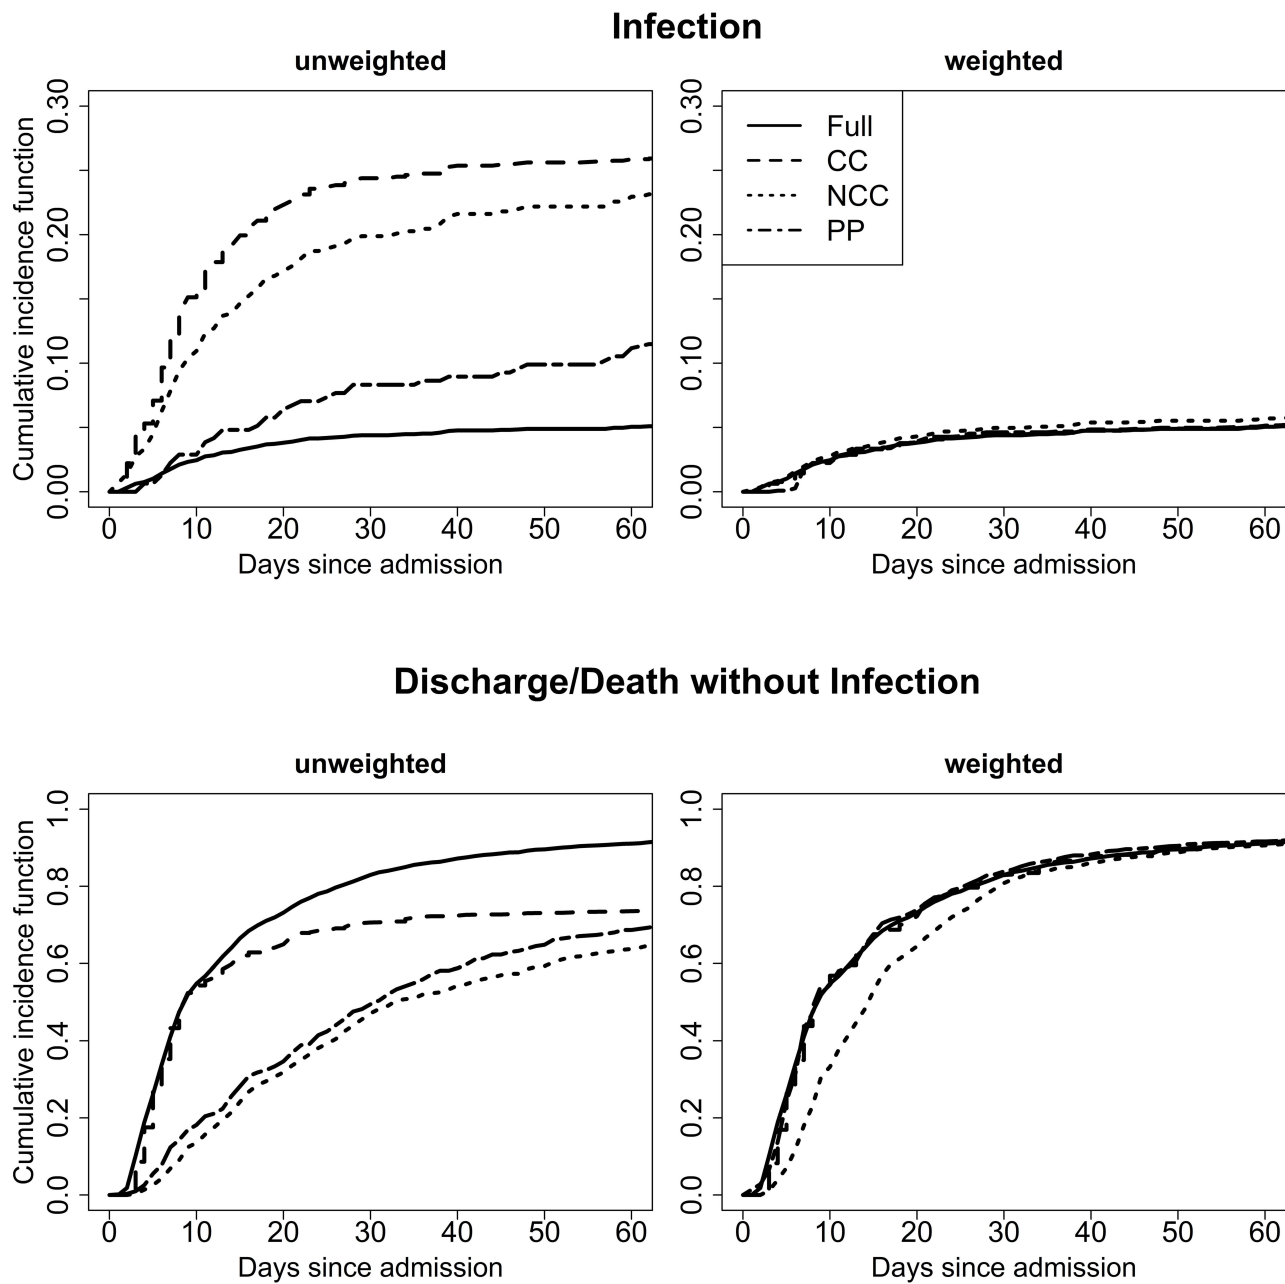 Infection
unweighted
weighted
Cumulative incidence function
0.00 0.10 0.20 0.30
0 10 20 30 40 50 60
Days since admission
0.00 0.10 0.20 0.30
Full
CC
NCC
PP
0 10 20 30 40 50 60
Days since admission
Discharge/Death without Infection
unweighted
weighted
Cumulative incidence function
0.0 0.2 0.4 0.6 0.8 1.0
0 10 20 30 40 50 60
Days since admission
0.0 0.2 0.4 0.6 0.8 1.0
0 10 20 30 40 50 60
Days since admission